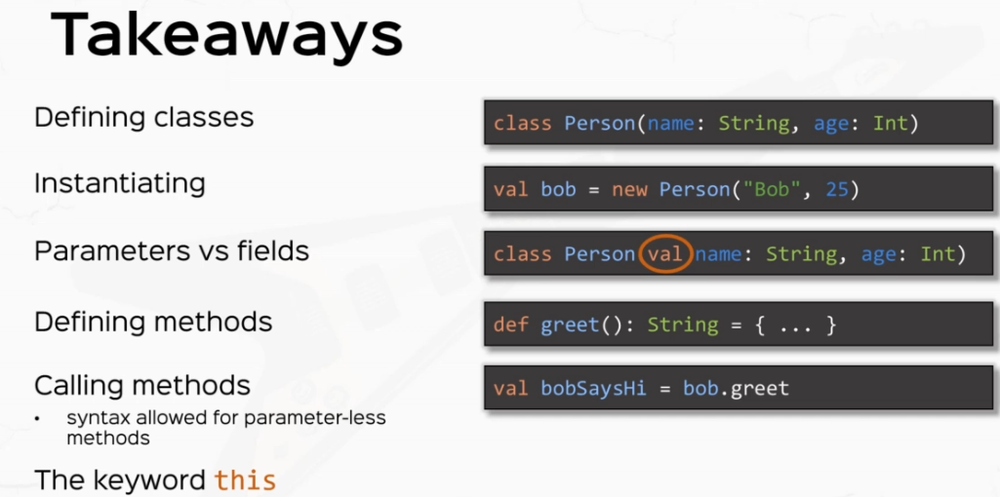 Takeaways
Defining classes
class Person(name: String, age: Int)
Instantiating
val bob = new Person("Bob", 25)
Parameters vs fields
class Person(val name: String, age: Int)
Defining methods
def greet(): String = { ... }
Calling methods
val bobSaysHi = bob.greet
• syntax allowed for parameter-less
methods
The keyword this